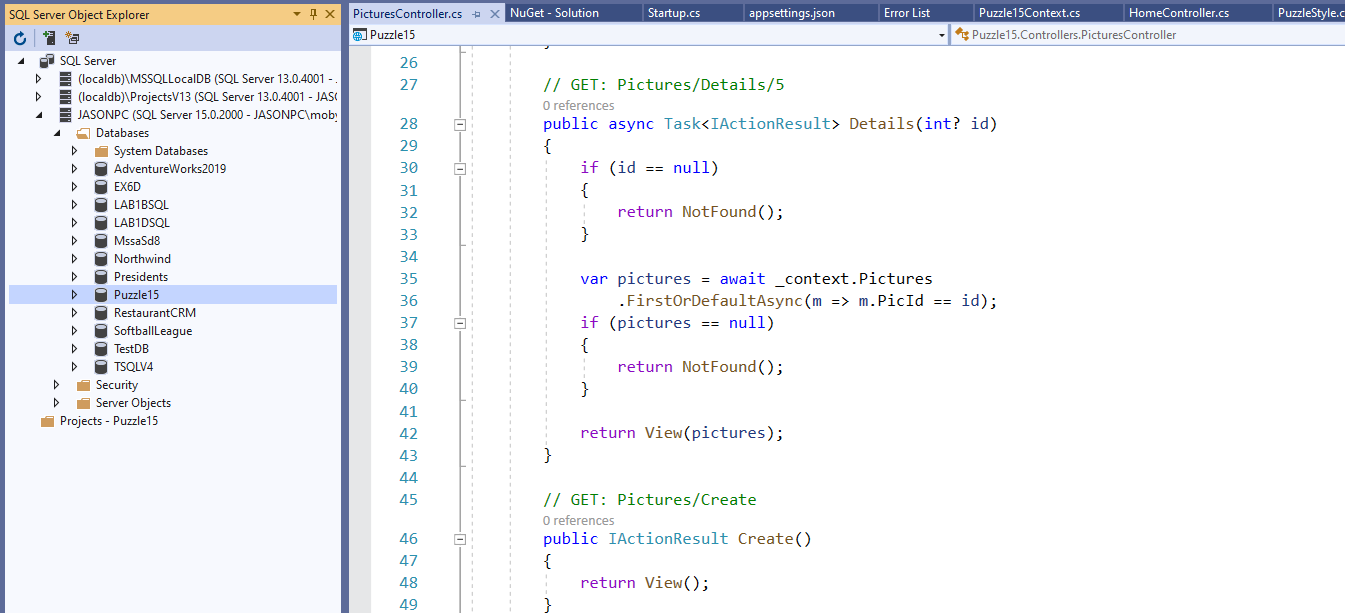 SQL Server Object Explorer
SQL Server
(localdb)\MSSQLLocalDB (SQL Server 13.0.4001 - .
(localdb)\ProjectsV13 (SQL Server 13.0.4001 - JASO
JASONPC (SQL Server 15.0.2000 - JASONPC\moby
Databases
System Databases
AdventureWorks2019
EX6D
LAB1BSQL
LAB1DSQL
MssaSd8
Northwind
Presidents
Puzzle15
RestaurantCRM
SoftballLeague
TestDB
TSQLV4
Security
Server Objects
Projects - Puzzle15
PicturesController.cs NuGet - Solution Startup.cs appsettings.json Error List Puzzle15Context.cs HomeController.cs PuzzleStyle.c
Puzzle15 Puzzle15.Controllers.PicturesController
26
27 // GET: Pictures/Details/5
0 references
28 public async Task<IActionResult> Details(int? id)
29 {
30 if (id == null)
31 {
32 return NotFound();
33 }
34
35 var pictures = await _context.Pictures
36 .FirstOrDefaultAsync(m => m.PicId == id);
37 if (pictures == null)
38 {
39 return NotFound();
40 }
41
42 return View(pictures);
43 }
44
45 // GET: Pictures/Create
0 references
46 public IActionResult Create()
47 {
48 return View();
49 }